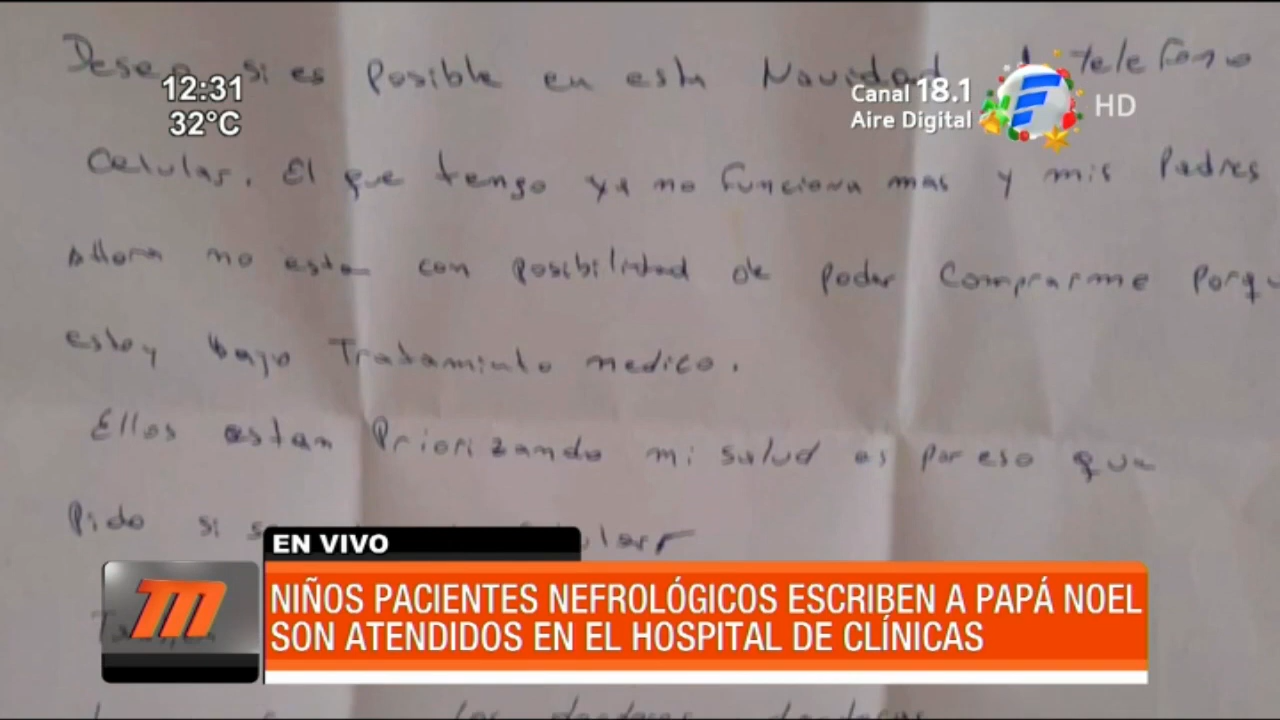 Deseo si es Posible en esta Navidad telefono
12:31
32°C
Canal 18.1
Aire Digital
HD
Celular. El que tengo ya no Funciona mas y mis Padres
Ahora no estan con posibilidad de poder Comprarme Porqu
estoy bajo Tratamiento medico.
Ellos estan Priorizando mi salud es por eso que
Pido si
EN VIVO
NIÑOS PACIENTES NEFROLÓGICOS ESCRIBEN A PAPÁ NOEL
SON ATENDIDOS EN EL HOSPITAL DE CLÍNICAS